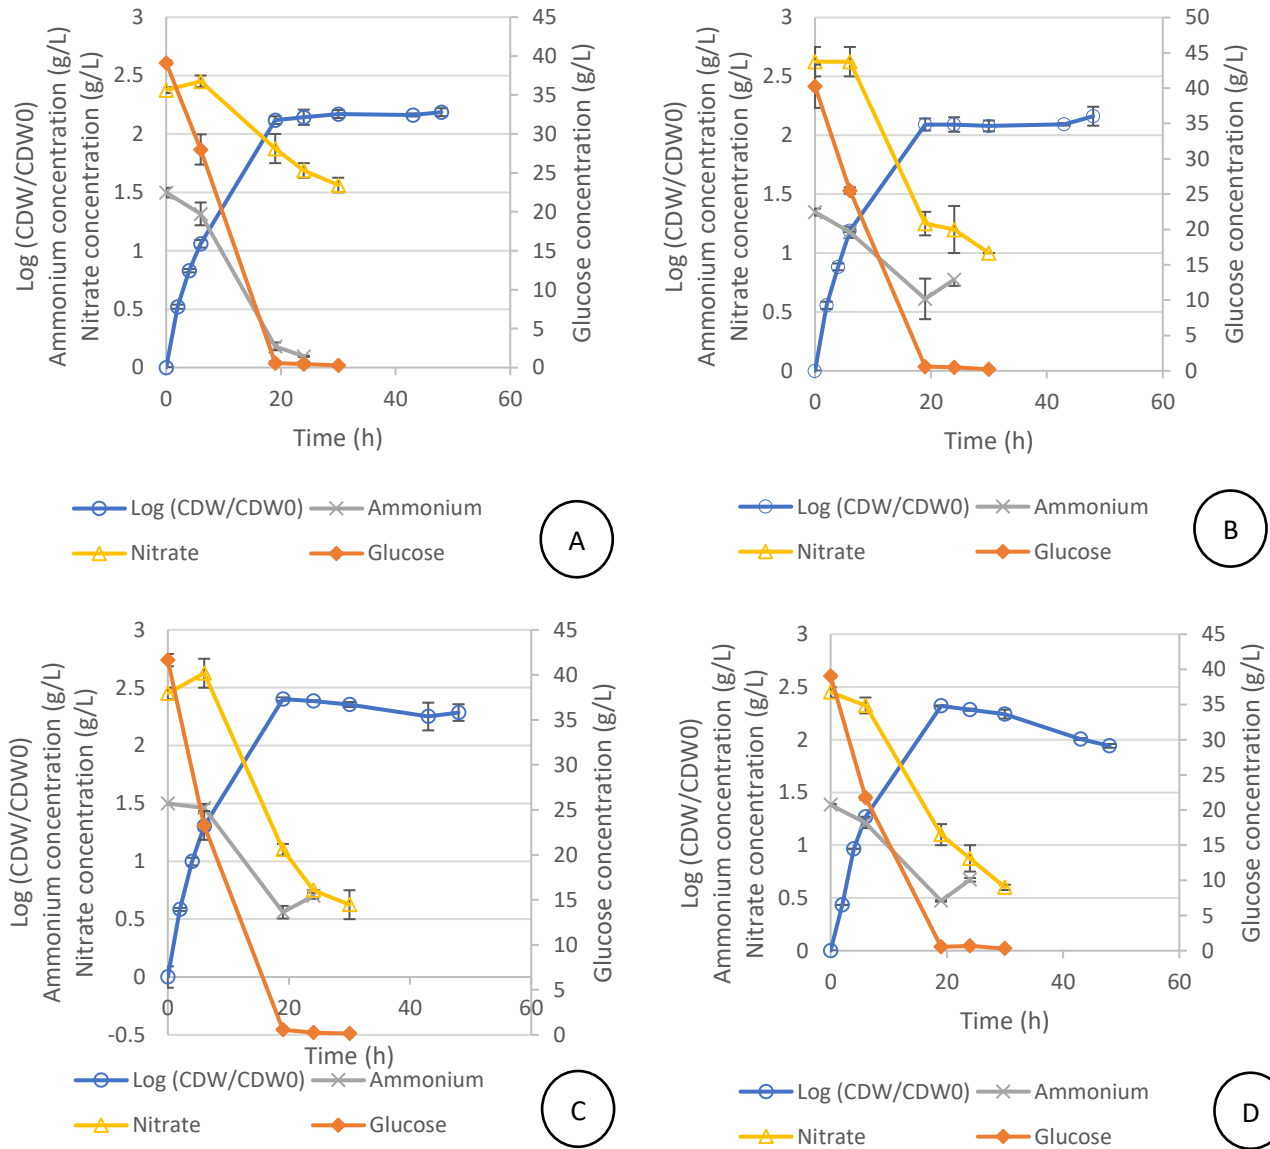 3
2.5
2
1.5
1
0.5
0
45
40
35
30
25
20
15
10
5
0
0
20
40
60
Log (CDW/CDW0)
Ammonium concentration (g/L)
Nitrate concentration (g/L)
Glucose concentration (g/L)
Time (h)
Log (CDW/CDW0)
Ammonium
Nitrate
Glucose
A
3
2.5
2
1.5
1
0.5
0
50
45
40
35
30
25
20
15
10
5
0
0
20
40
60
Log (CDW/CDW0)
Ammonium concentration (g/L)
Nitrate concentration (g/L)
Glucose concentration (g/L)
Time (h)
Log (CDW/CDW0)
Ammonium
Nitrate
Glucose
B
3
2.5
2
1.5
1
0.5
0
-0.5
45
40
35
30
25
20
15
10
5
0
0
20
40
60
Log (CDW/CDW0)
Ammonium concentration (g/L)
Nitrate concentration (g/L)
Glucose concentration (g/L)
Time (h)
Log (CDW/CDW0)
Ammonium
Nitrate
Glucose
C
3
2.5
2
1.5
1
0.5
0
45
40
35
30
25
20
15
10
5
0
0
20
40
60
Log (CDW/CDW0)
Ammonium concentration (g/L)
Nitrate concentration (g/L)
Glucose concentration (g/L)
Time (h)
Log (CDW/CDW0)
Ammonium
Nitrate
Glucose
D